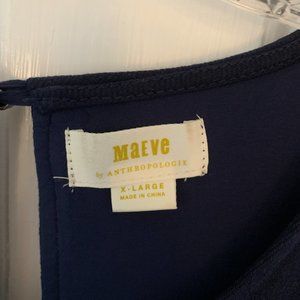 MaEVe
by ANTHROPOLOGIE
X-LARGE
MADE IN CHINA